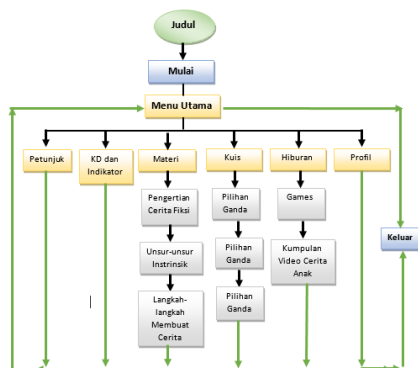 Judul
Mulai
Menu Utama
Petunjuk
KD dan
Indikator
Materi
Kuis
Hiburan
Profil
Pengertian
Cerita Fiksi
Pilihan
Ganda
Games
Keluar
Unsur-unsur
Instrinsik
Pilihan
Ganda
Kumpulan
Video Cerita
Anak
Langkah-
langkah
Membuat
Cerita
Pilihan
Ganda